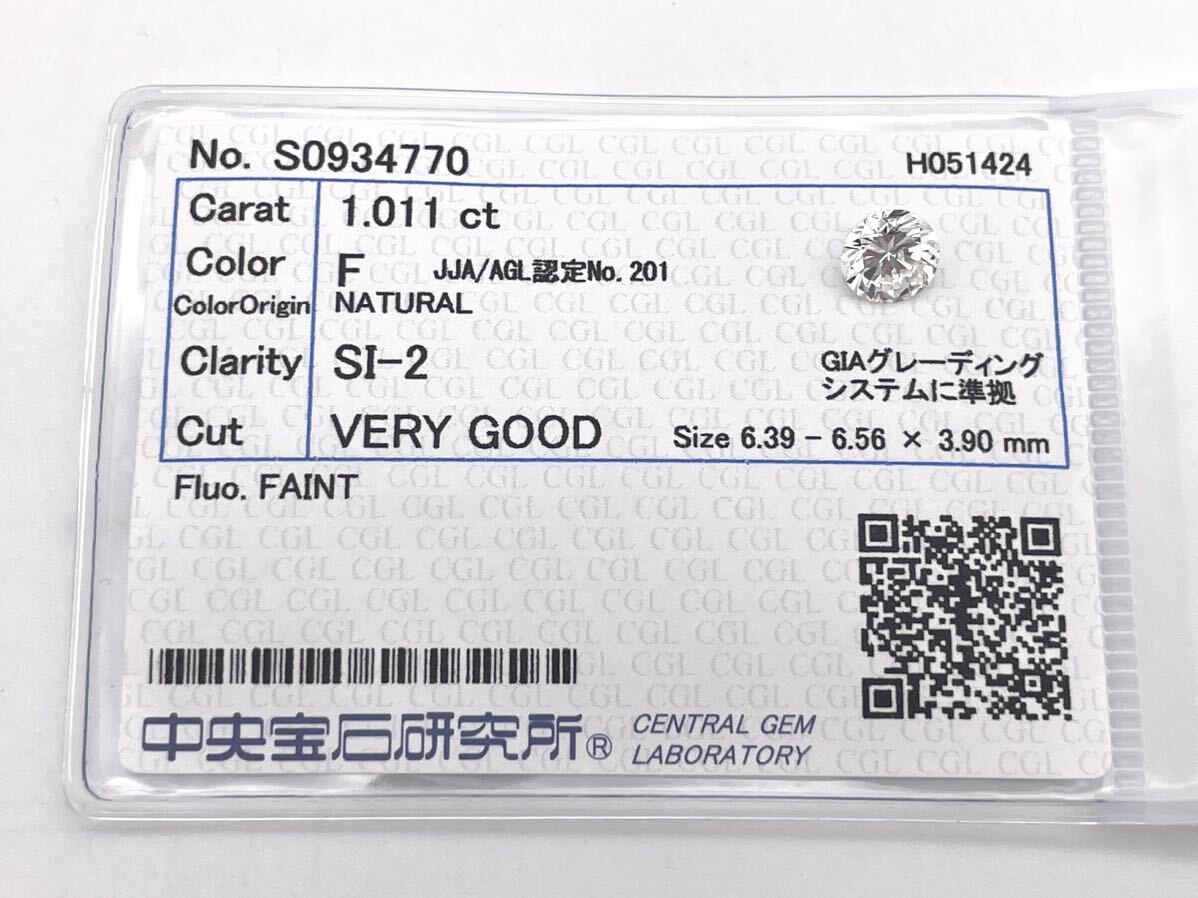 No. S0934770
H051424
Carat 1.011 ct
Color F JJA/AGL認定No. 201
ColorOrigin NATURAL
Clarity SI-2
GIAグレーディング
システムに準拠
Cut VERY GOOD Size 6.39 - 6.56 × 3.90 mm
Fluo. FAINT
中央宝石研究所® CENTRAL GEM
LABORATORY